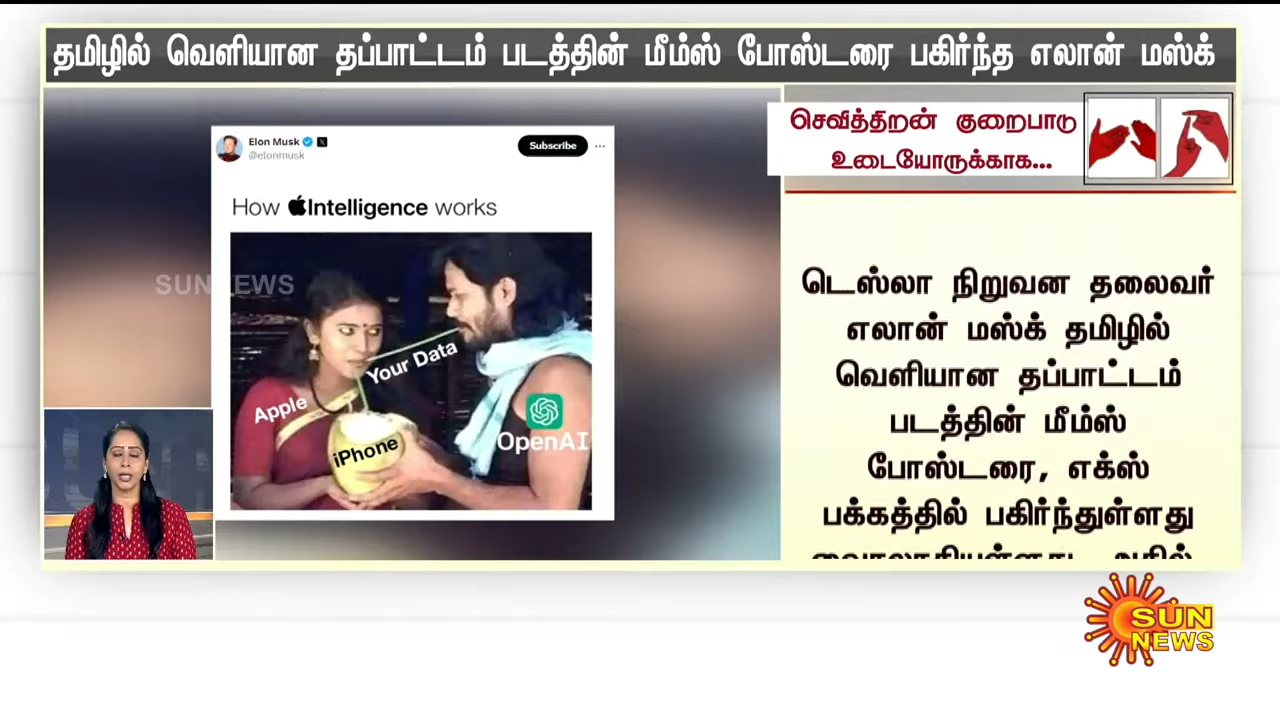 தமிழில் வெளியான தப்பாட்டம் படத்தின் மீம்ஸ் போஸ்டரை பகிர்ந்த எலான் மஸ்க்
செவித்திறன் குறைபாடு
உடையோருக்காக...
Elon Musk
@elonmusk
Subscribe
How Intelligence works
SUN NEWS
Your Data
Apple
iPhone
OpenAI
டெஸ்லா நிறுவன தலைவர்
எலான் மஸ்க் தமிழில்
வெளியான தப்பாட்டம்
படத்தின் மீம்ஸ்
போஸ்டரை, எக்ஸ்
பக்கத்தில் பகிர்ந்துள்ளது
SUN
NEWS